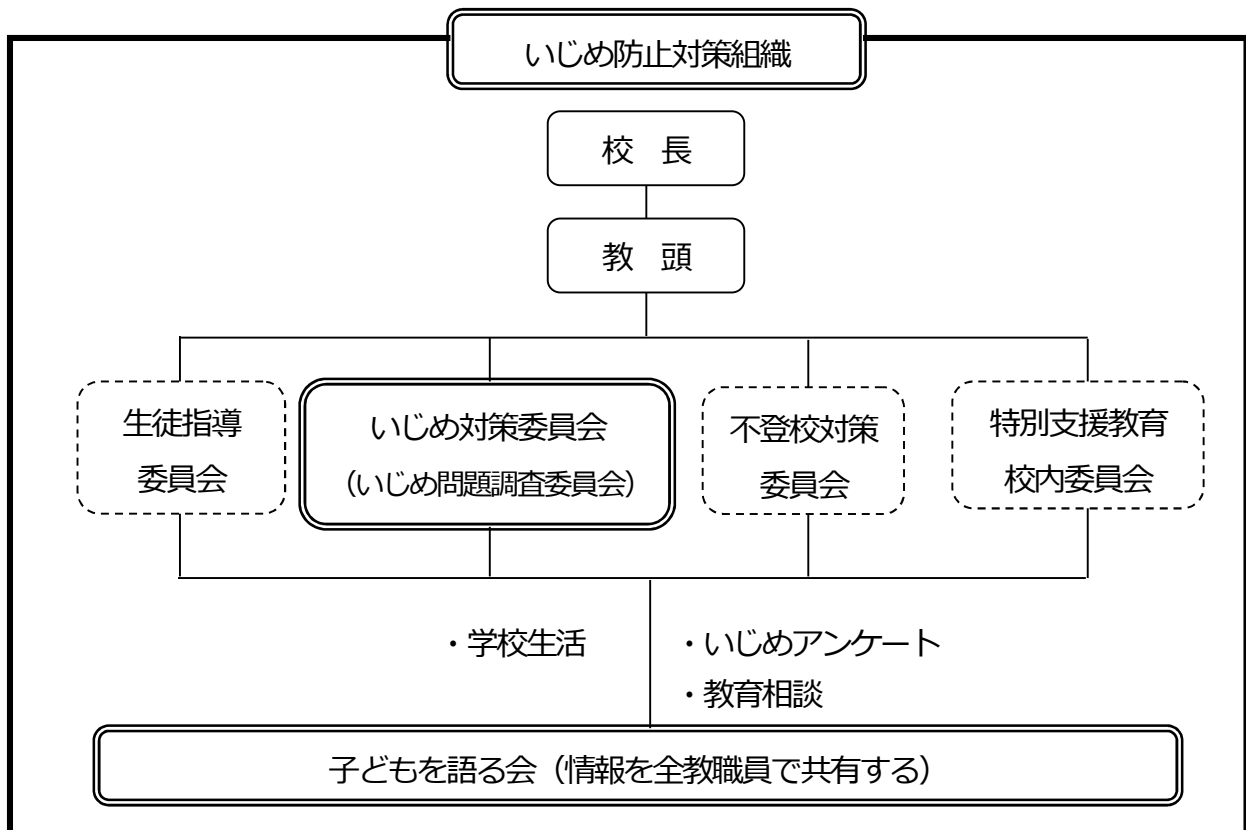 いじめ防止対策組織
校 長
教 頭
生徒指導
委員会
いじめ対策委員会
（いじめ問題調査委員会）
不登校対策
委員会
特別支援教育
校内委員会
・学校生活
・いじめアンケート
・教育相談
子どもを語る会（情報を全教職員で共有する）